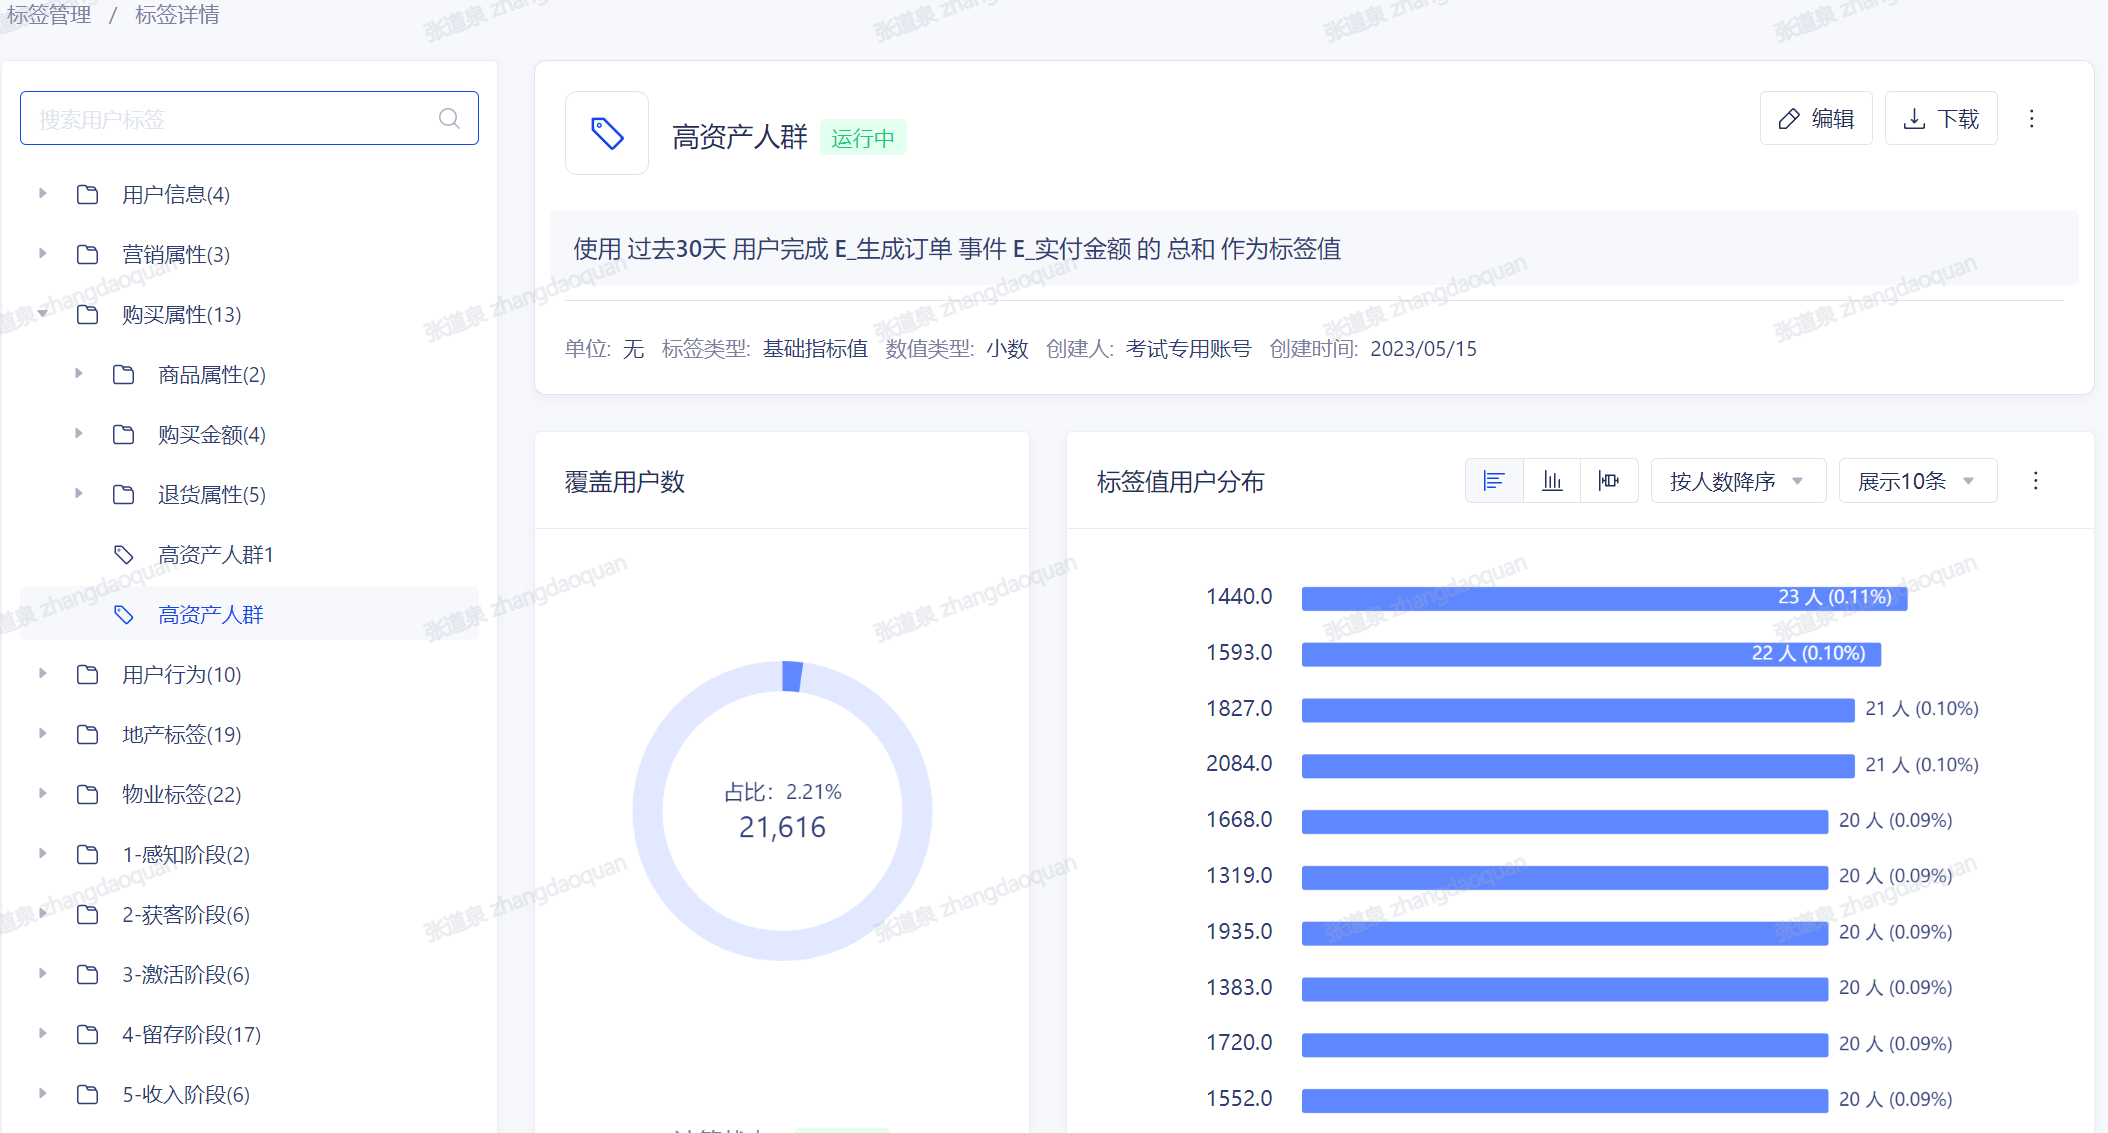 标签管理 / 标签详情
搜索用户标签
用户信息(4)
营销属性(3)
购买属性(13)
商品属性(2)
购买金额(4)
退货属性(5)
高资产人群1
高资产人群
用户行为(10)
地产标签(19)
物业标签(22)
1-感知阶段(2)
2-获客阶段(6)
3-激活阶段(6)
4-留存阶段(17)
5-收入阶段(6)
高资产人群 运行中
编辑 下载
使用 过去30天 用户完成 E_生成订单 事件 E_实付金额 的 总和 作为标签值
单位: 无 标签类型: 基础指标值 数值类型: 小数 创建人: 考试专用账号 创建时间: 2023/05/15
覆盖用户数
占比：2.21%
21,616
标签值用户分布
按人数降序 展示10条
1440.0 23 人 (0.11%)
1593.0 22 人 (0.10%)
1827.0 21 人 (0.10%)
2084.0 21 人 (0.10%)
1668.0 20 人 (0.09%)
1319.0 20 人 (0.09%)
1935.0 20 人 (0.09%)
1383.0 20 人 (0.09%)
1720.0 20 人 (0.09%)
1552.0 20 人 (0.09%)
张道泉 zhangdaoquan